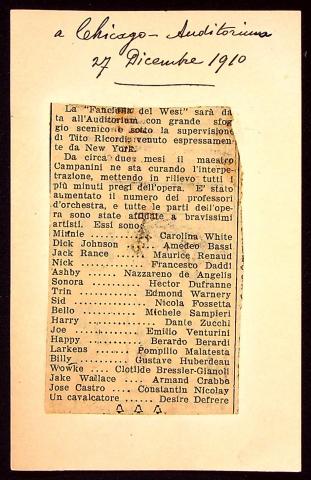 a Chicago - Auditorium
27 Dicembre 1910
La "Fanciulla del West" sarà da
ta all'Auditorium con grande sfog
gio scenico e sotto la supervisione
di Tito Ricordi, venuto espressamen
te da New York.
Da circa due mesi il maestro
Campanini ne sta curando l'interpe-
trazione, mettendo in rilievo tutti i
più minuti pregi dell'opera. E' stato
aumentato il numero dei professori
d'orchestra, e tutte le parti dell'ope
ra sono state affidate a bravissimi
artisti. Essi sono:
Minnie .......... Carolina White
Dick Johnson ...... Amedeo Bassi
Jack Rance ...... Maurice Renaud
Nick ............ Francesco Daddi
Ashby ...... Nazzareno de Angelis
Sonora .......... Hector Dufranne
Trin ............ Edmond Warnery
Sid .............. Nicola Fossetta
Bello .......... Michele Sampieri
Harry ............ Dante Zucchi
Joe ............ Emilio Venturini
Happy .......... Berardo Berardi
Larkens ...... Pompilio Malatesta
Billy ........ Gustave Huberdeau
Wowke .... Clotilde Bressler-Gianoli
Jake Wallace .... Armand Crabbe
Jose Castro .... Constantin Nicolay
Un cavalcatore ...... Desire Defrere